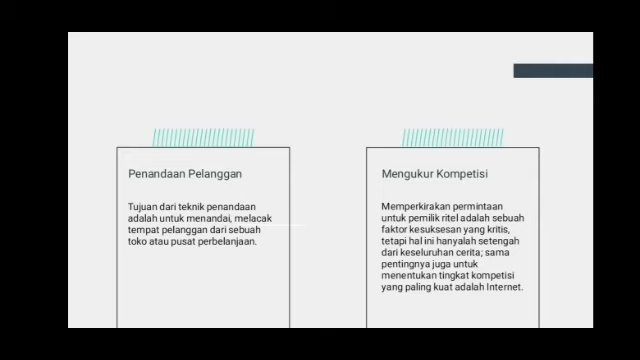 Penandaan Pelanggan
Tujuan dari teknik penandaan
adalah untuk menandai, melacak
tempat pelanggan dari sebuah
toko atau pusat perbelanjaan.
Mengukur Kompetisi
Memperkirakan permintaan
untuk pemilik ritel adalah sebuah
faktor kesuksesan yang kritis,
tetapi hal ini hanyalah setengah
dari keseluruhan cerita; sama
pentingnya juga untuk
menentukan tingkat kompetisi
yang paling kuat adalah Internet.